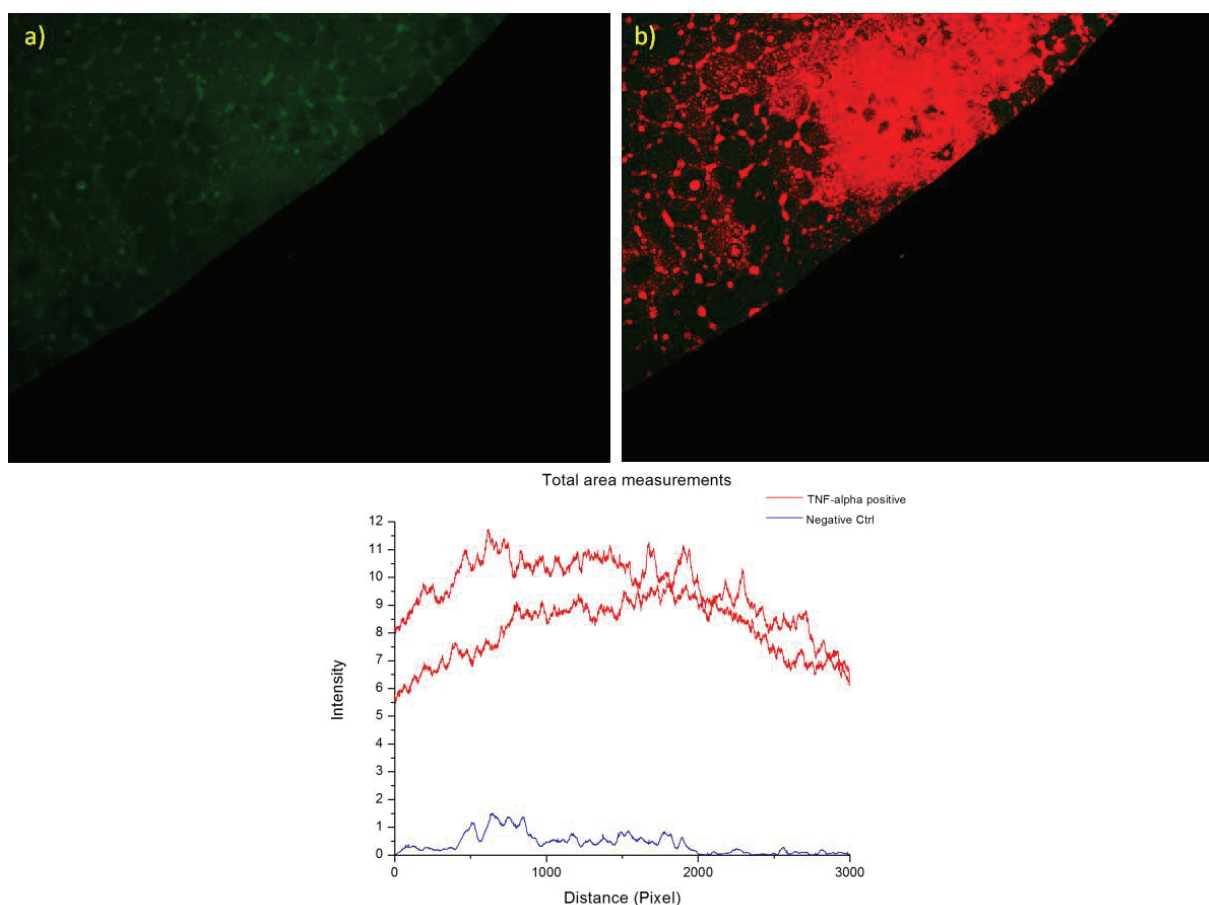 a)
b)
Total area measurements
TNF-alpha positive
Negative Ctrl
12
11
10
9
8
7
6
5
4
3
2
1
0
Intensity
0 1000 2000 3000
Distance (Pixel)